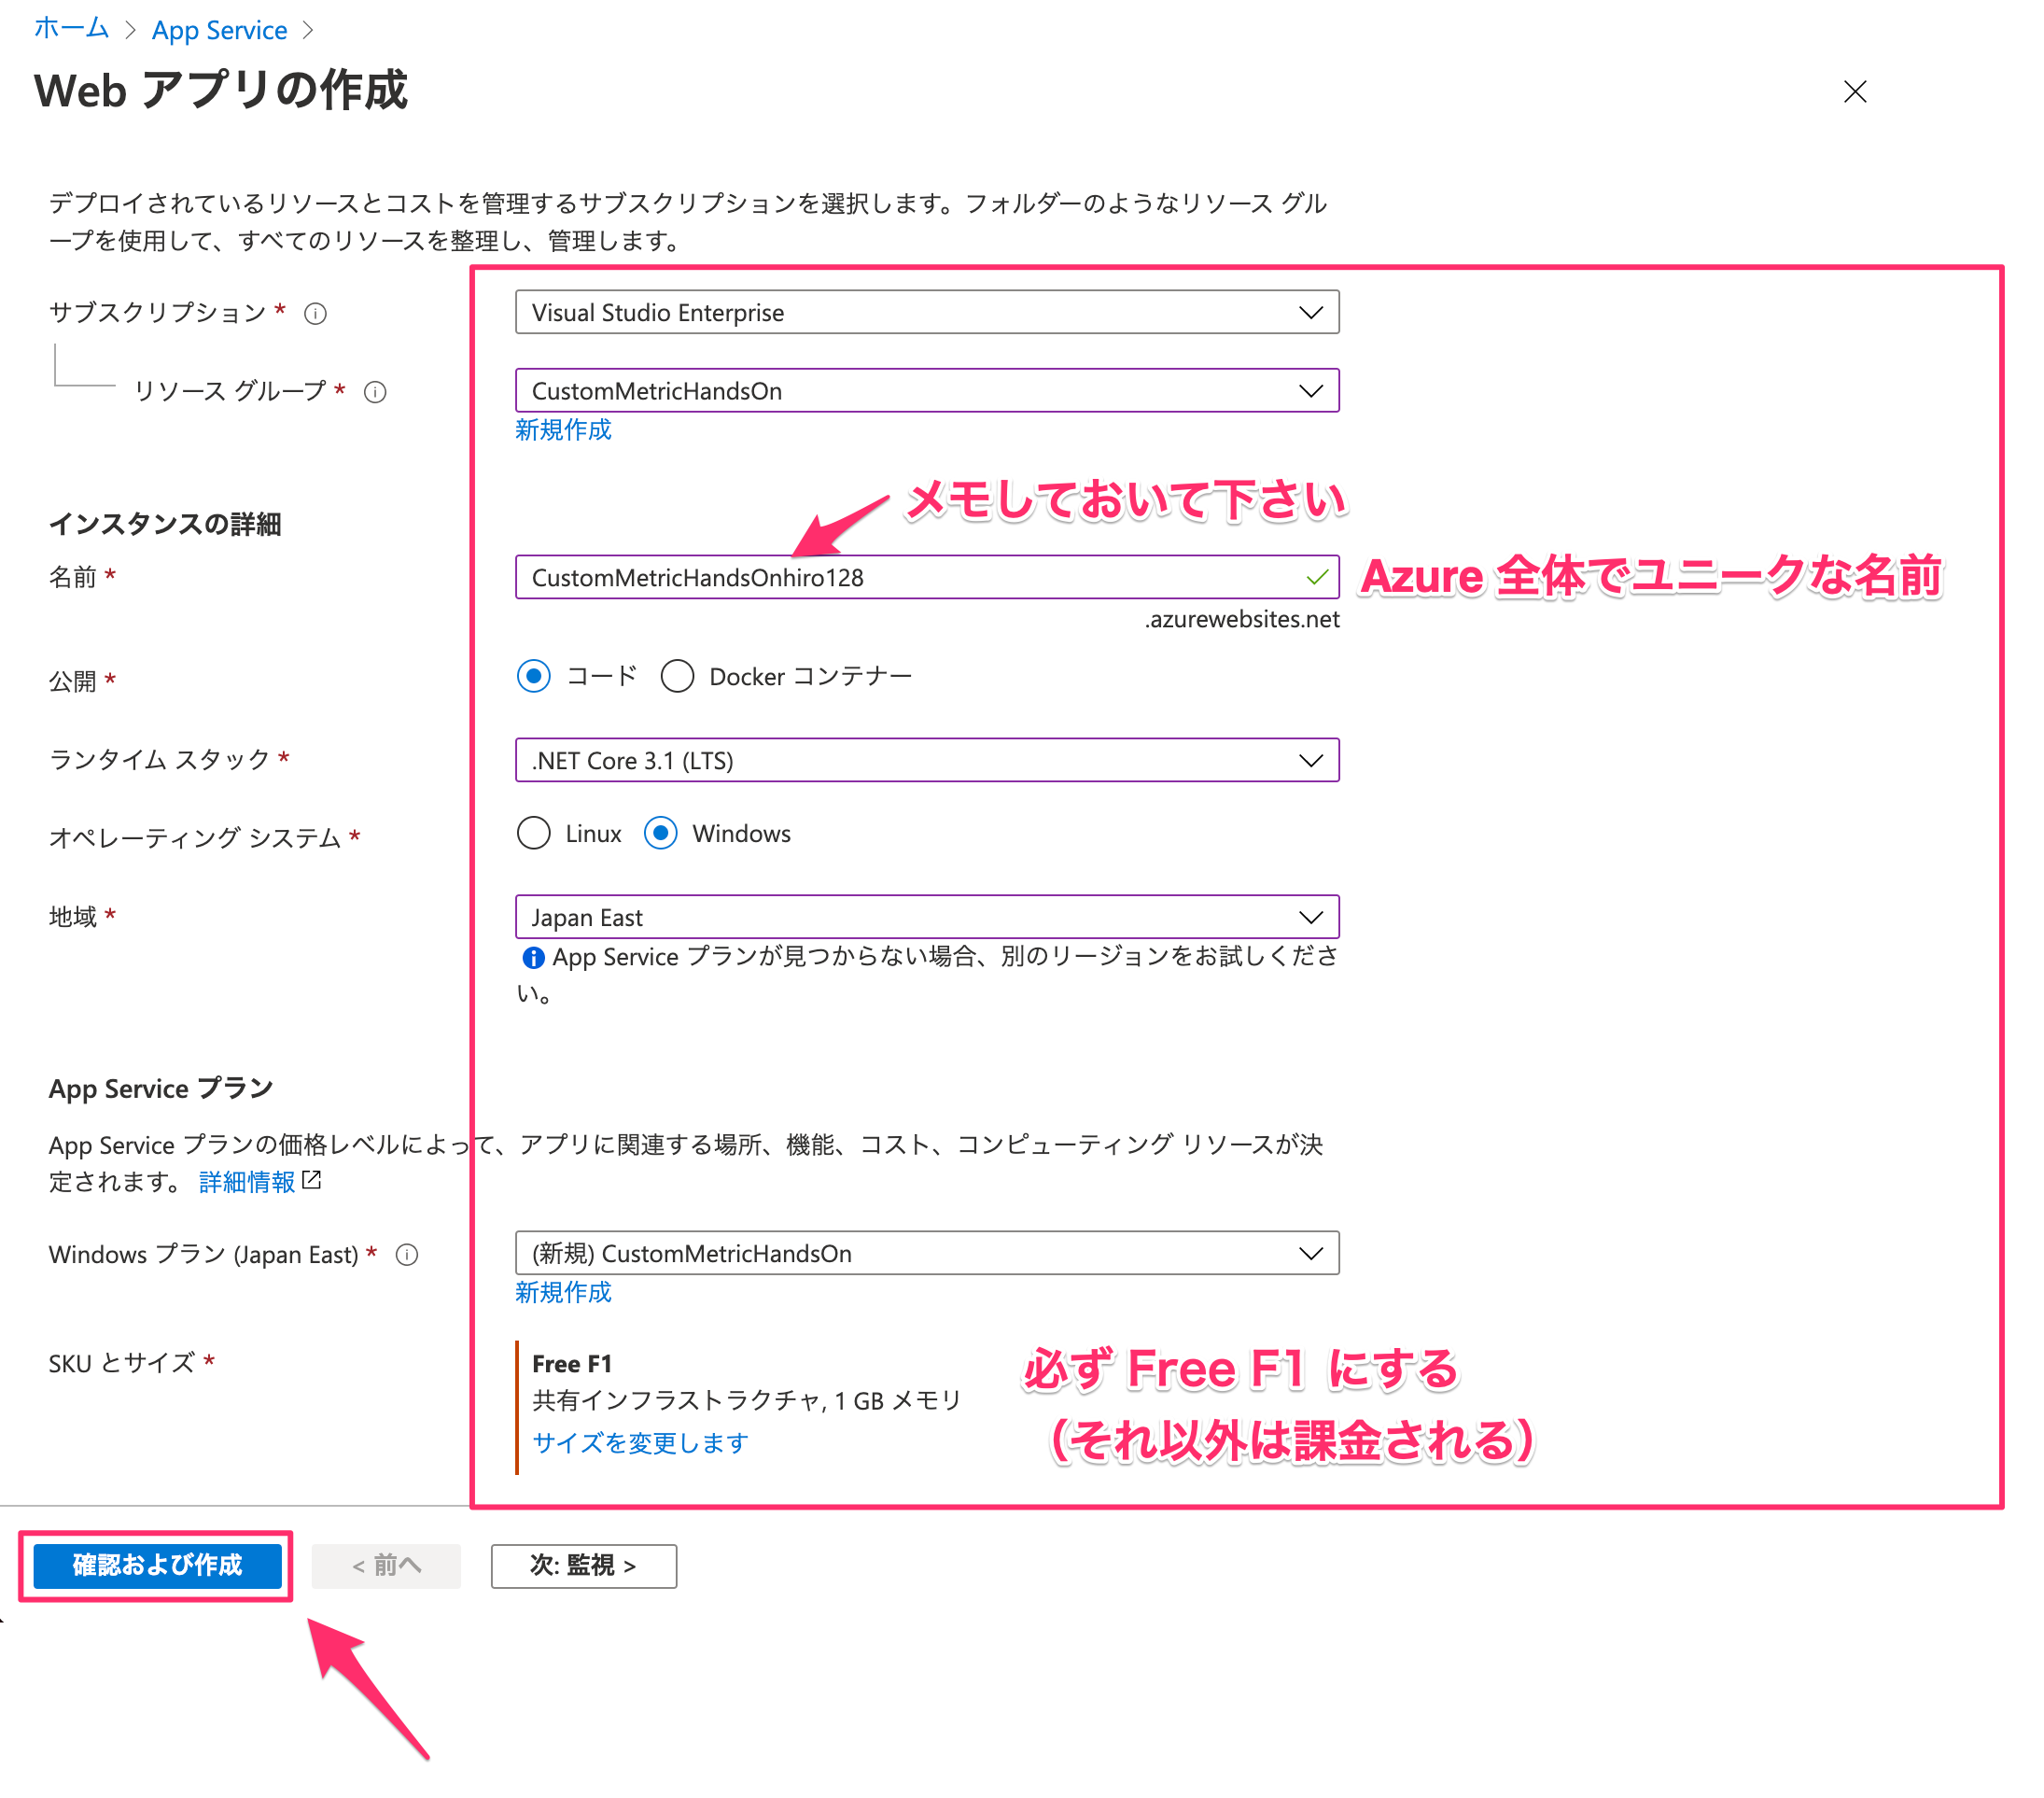 ホーム > App Service >
Web アプリの作成
デプロイされているリソースとコストを管理するサブスクリプションを選択します。フォルダーのようなリソース グル
ープを使用して、すべてのリソースを整理し、管理します。
サブスクリプション *
Visual Studio Enterprise
リソース グループ *
CustomMetricHandsOn
新規作成
メモしておいて下さい
インスタンスの詳細
名前 *
CustomMetricHandsOnhiro128
Azure 全体でユニークな名前
.azurewebsites.net
公開 *
コード Docker コンテナー
ランタイム スタック *
.NET Core 3.1 (LTS)
オペレーティング システム *
Linux Windows
地域 *
Japan East
App Service プランが見つからない場合、別のリージョンをお試しくださ
い。
App Service プラン
App Service プランの価格レベルによって、アプリに関連する場所、機能、コスト、コンピューティング リソースが決
定されます。 詳細情報
Windows プラン (Japan East) *
(新規) CustomMetricHandsOn
新規作成
SKU とサイズ *
Free F1
共有インフラストラクチャ, 1 GB メモリ
サイズを変更します
必ず Free F1 にする
（それ以外は課金される）
確認および作成
< 前へ
次: 監視 >